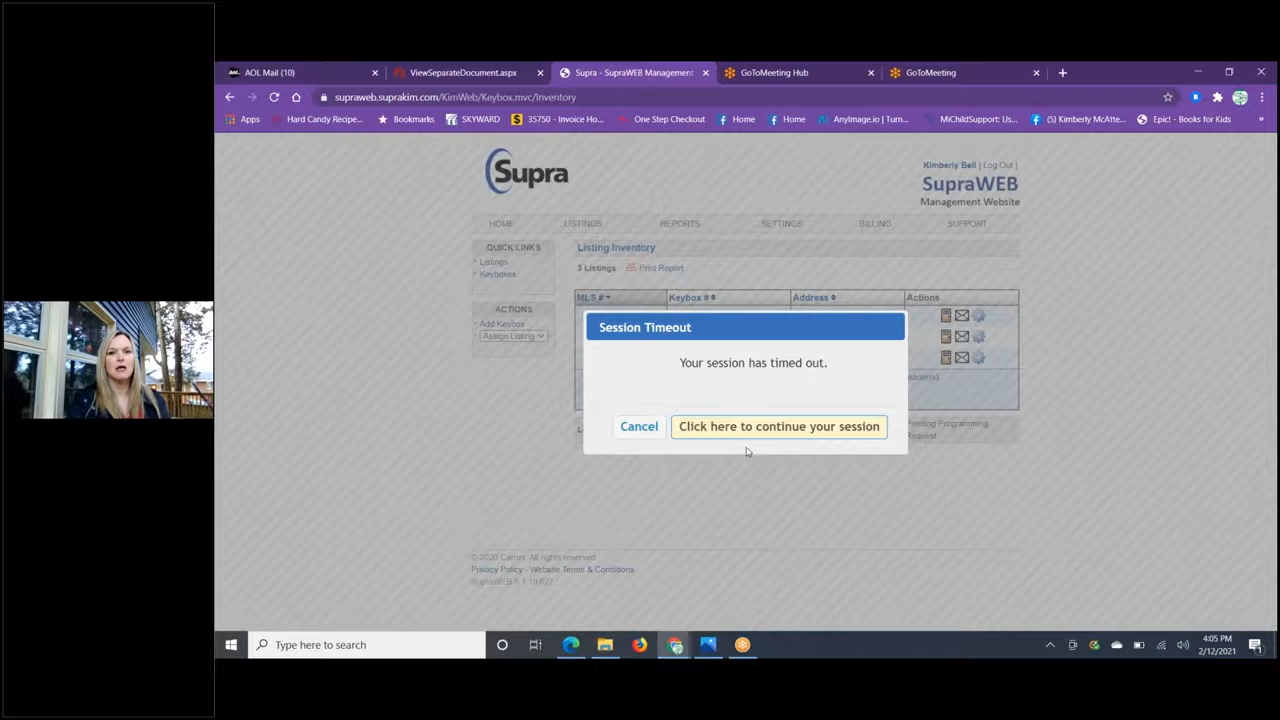 AOL Mail (10)
ViewSeparateDocument.aspx
Supra - SupraWEB Management
GoToMeeting Hub
GoToMeeting
supraweb.suprakim.com/KimWeb/Keybox.mvc/Inventory
Apps
Hard Candy Recipe...
Bookmarks
SKYWARD
35750 - Invoice Ho...
One Step Checkout
Home
Home
AnyImage.io | Turn...
MiChildSupport: Us...
(5) Kimberly McAtte...
Epic! - Books for Kids
Supra
Kimberly Bell | Log Out |
SupraWEB
Management Website
HOME
LISTINGS
REPORTS
SETTINGS
BILLING
SUPPORT
QUICK LINKS
Listings
Keyboxes
ACTIONS
Add Keybox
Assign Listing
Listing Inventory
3 Listings
Print Report
MLS #
Keybox #
Address
Actions
Session Timeout
Your session has timed out.
Cancel
Click here to continue your session
Pending Programming
Request
© 2020 Carrier. All rights reserved.
Privacy Policy - Website Terms & Conditions
Type here to search
4:05 PM
2/12/2021